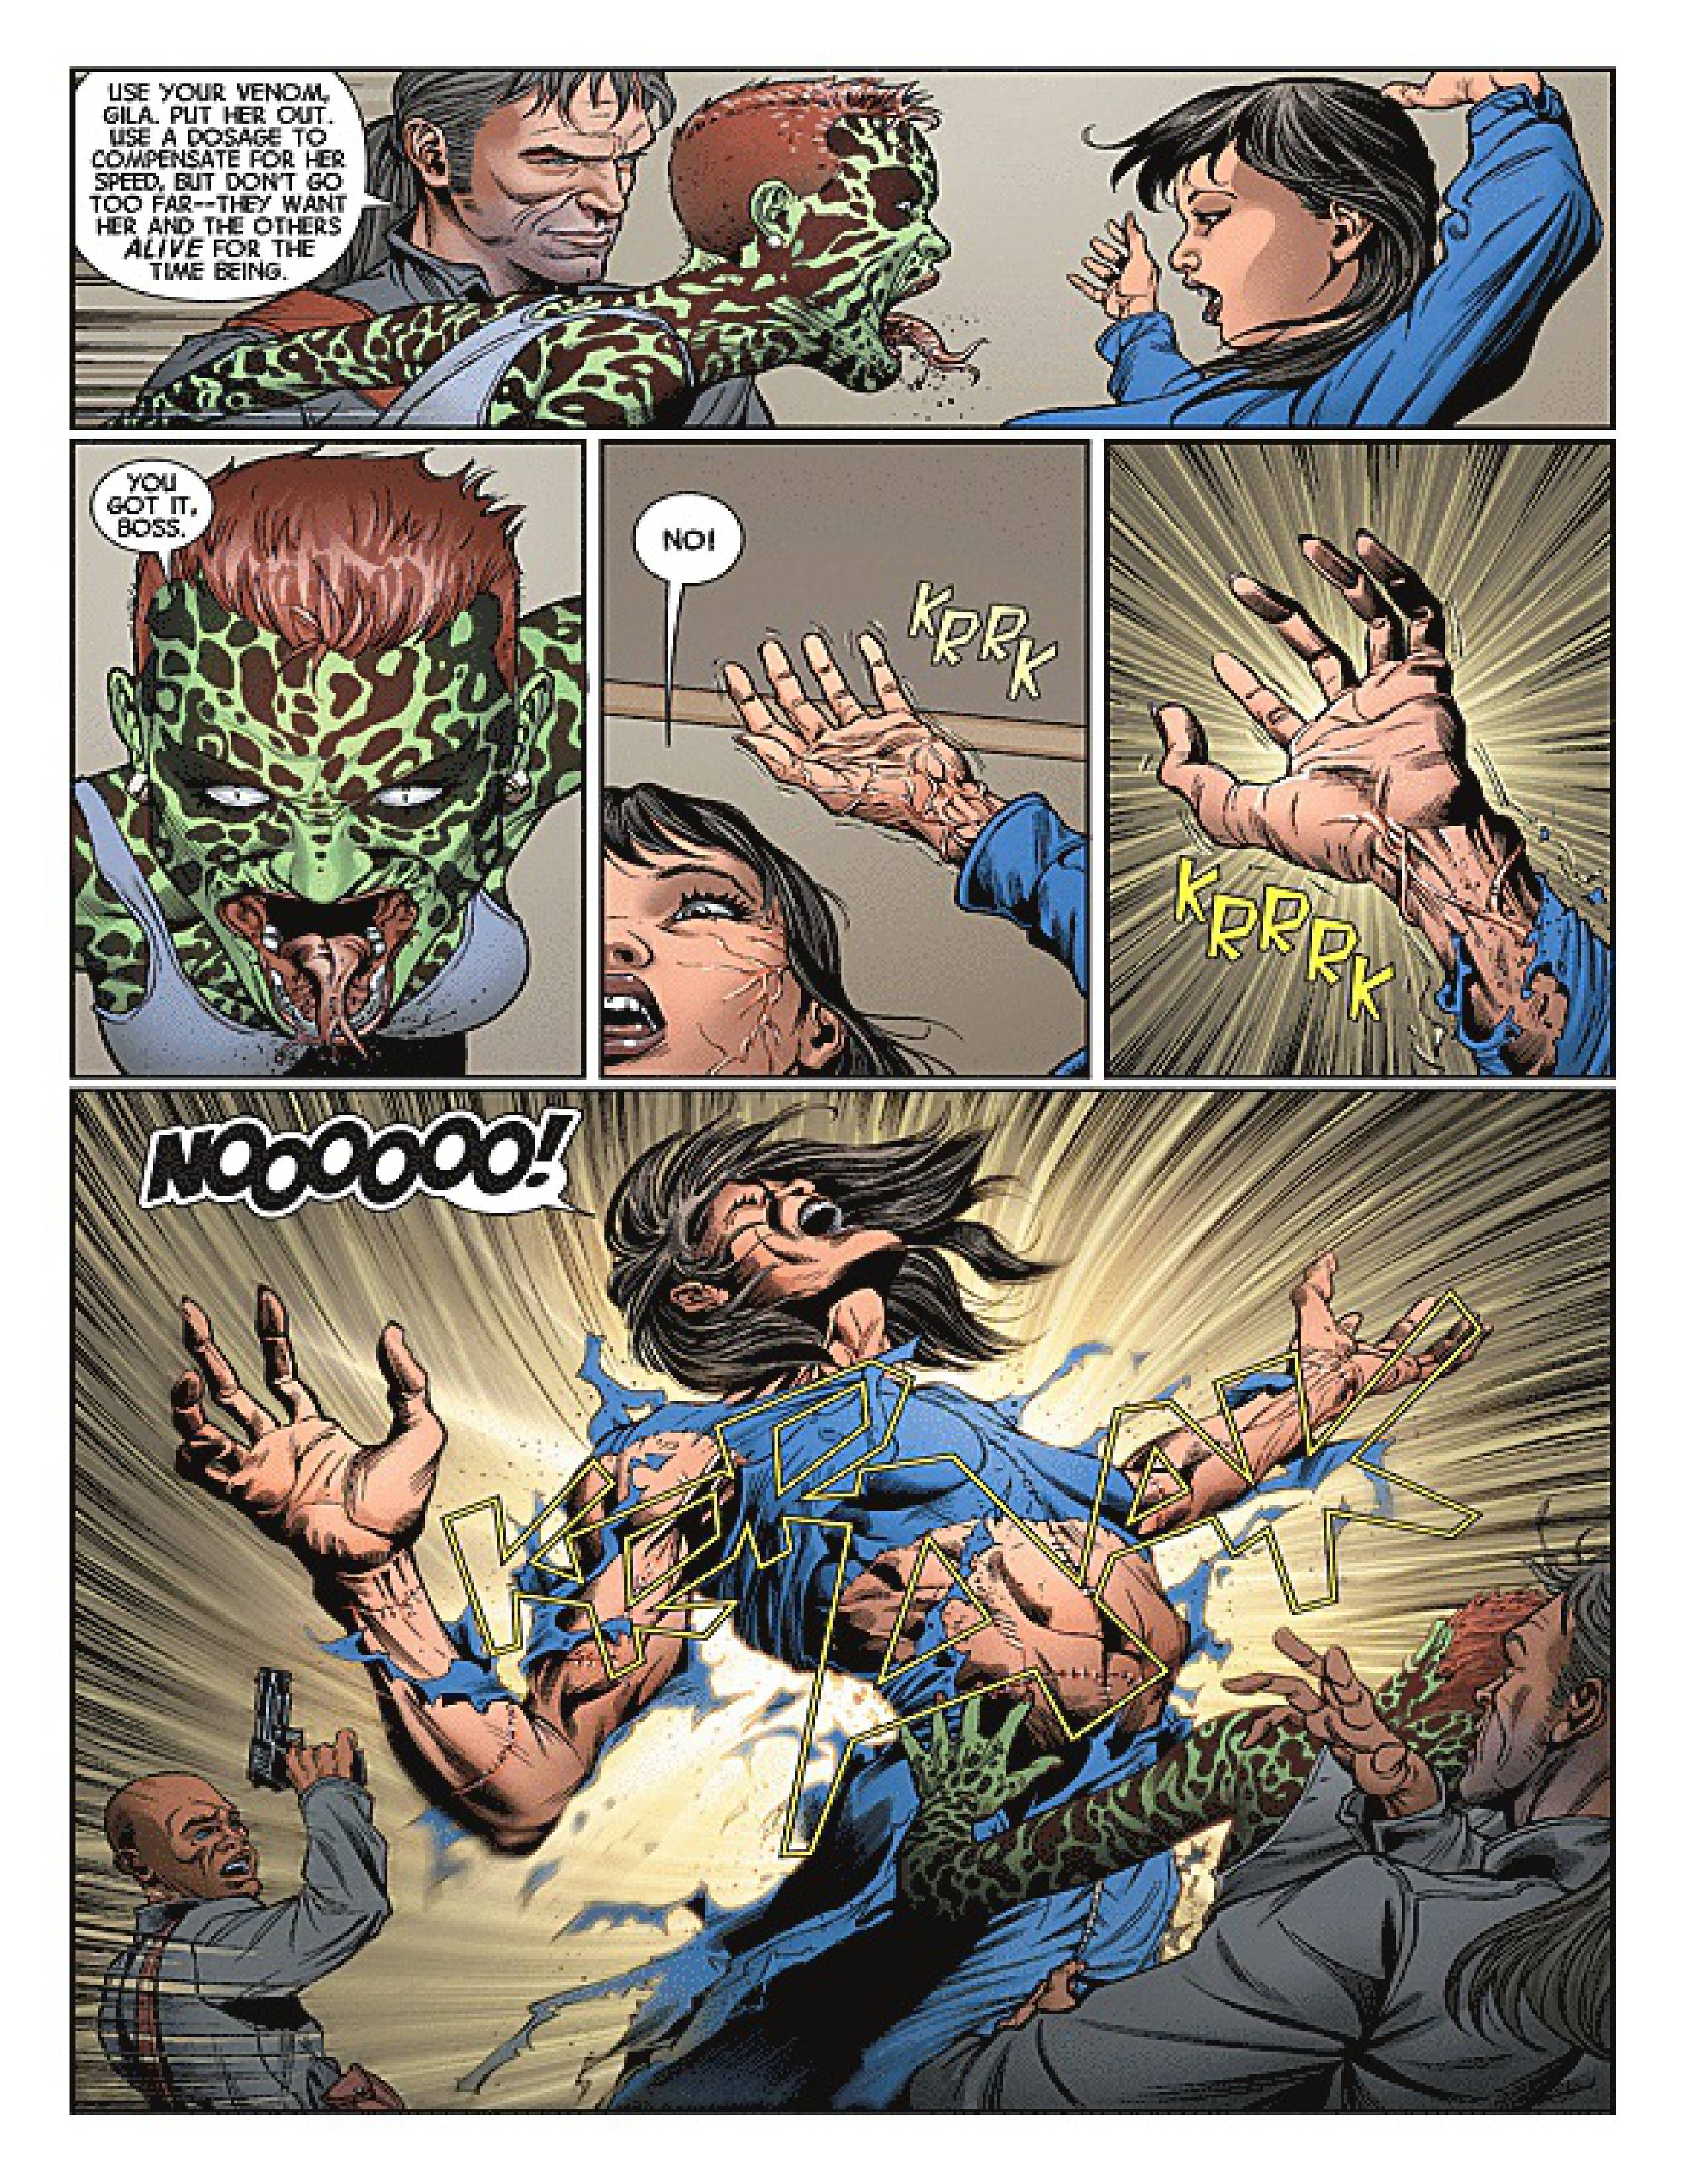 USE YOUR VENOM,
GILA. PUT HER OUT.
USE A DOSAGE TO
COMPENSATE FOR HER
SPEED, BUT DON'T GO
TOO FAR--THEY WANT
HER AND THE OTHERS
ALIVE FOR THE
TIME BEING.
YOU
GOT IT,
BOSS.
NO!
KRRK
KRRRK
NOOOOOO!